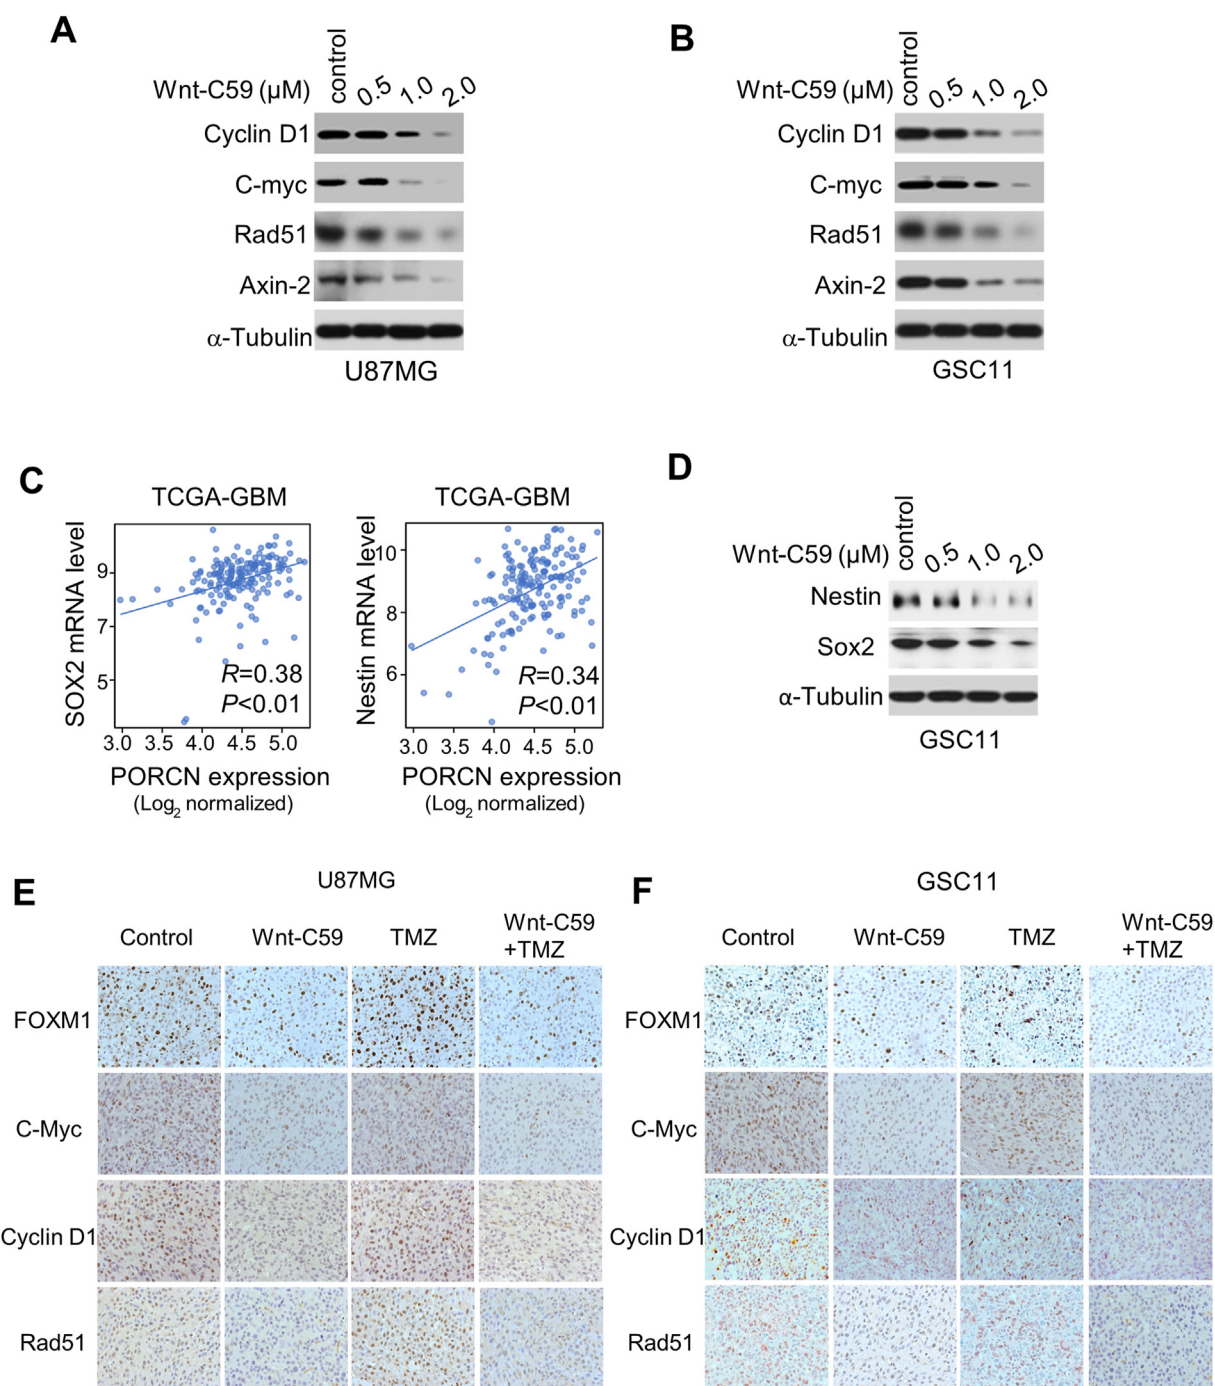 A
Wnt-C59 (μM) control 0.5 1.0 2.0
Cyclin D1
C-myc
Rad51
Axin-2
α-Tubulin
U87MG
B
Wnt-C59 (μM) control 0.5 1.0 2.0
Cyclin D1
C-myc
Rad51
Axin-2
α-Tubulin
GSC11
C
TCGA-GBM
SOX2 mRNA level
9
7
5
R=0.38
P<0.01
3.0 3.5 4.0 4.5 5.0
PORCN expression
(Log2 normalized)
TCGA-GBM
Nestin mRNA level
10
8
6
R=0.34
P<0.01
3.0 3.5 4.0 4.5 5.0
PORCN expression
(Log2 normalized)
D
Wnt-C59 (μM) control 0.5 1.0 2.0
Nestin
Sox2
α-Tubulin
GSC11
E
U87MG
Control Wnt-C59 TMZ Wnt-C59
+TMZ
FOXM1
C-Myc
Cyclin D1
Rad51
F
GSC11
Control Wnt-C59 TMZ Wnt-C59
+TMZ
FOXM1
C-Myc
Cyclin D1
Rad51